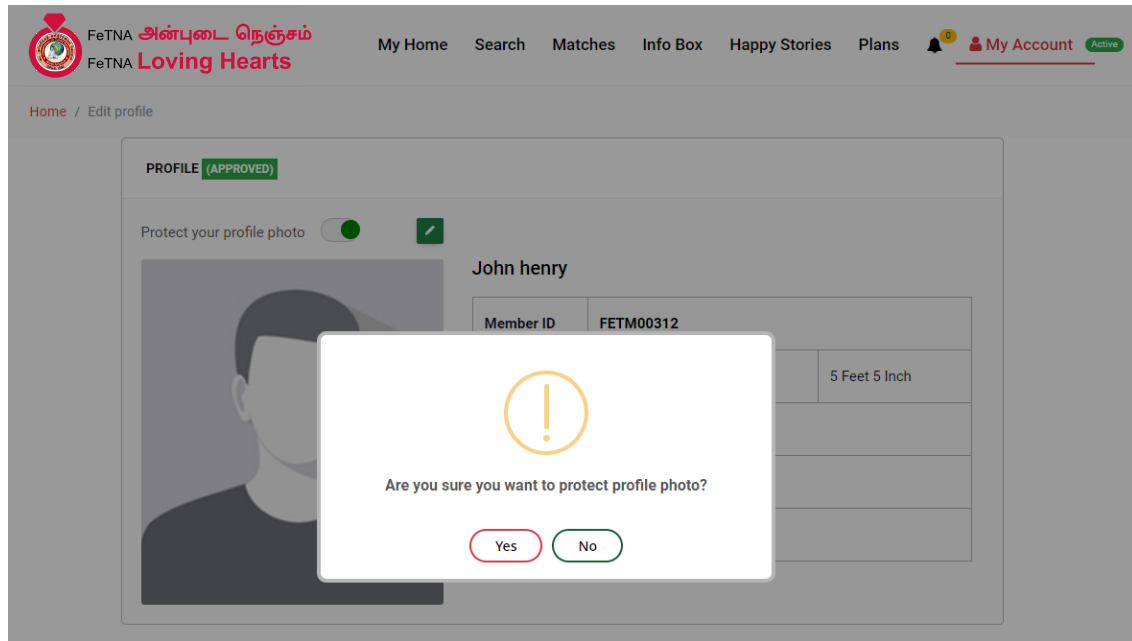 FeTNA அன்புடை நெஞ்சம்
FeTNA Loving Hearts
My Home Search Matches Info Box Happy Stories Plans 0 My Account Active
Home / Edit profile
PROFILE (APPROVED)
Protect your profile photo
John henry
Member ID FETM00312
5 Feet 5 Inch
Are you sure you want to protect profile photo?
Yes No